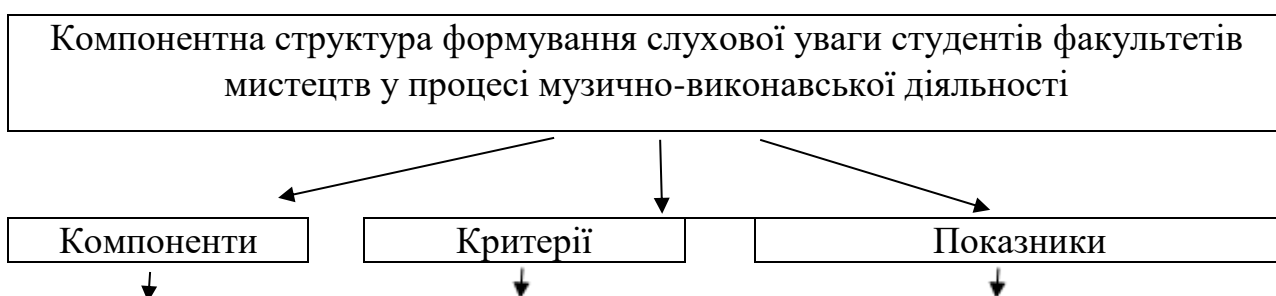 Компонентна структура формування слухової уваги студентів факультетів
мистецтв у процесі музично-виконавської діяльності
Компоненти
Критерії
Показники